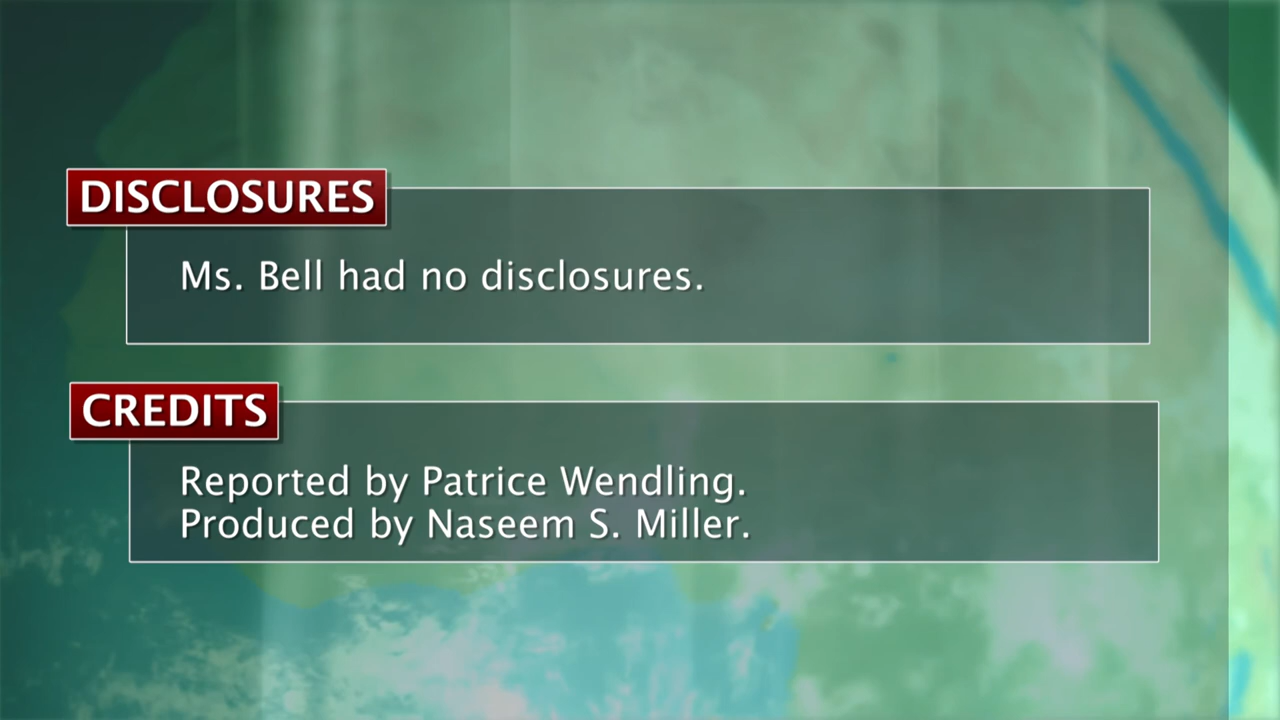 DISCLOSURES
Ms. Bell had no disclosures.
CREDITS
Reported by Patrice Wendling.
Produced by Naseem S. Miller.